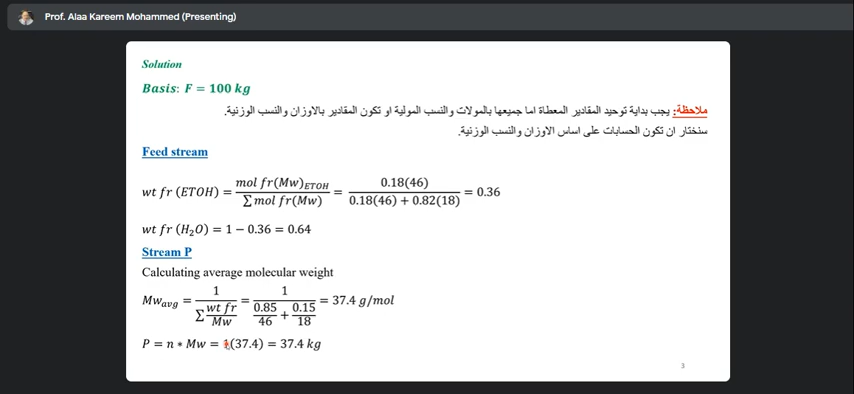 Prof. Alaa Kareem Mohammed (Presenting)
Solution
Basis: F = 100 kg
ملاحظة: يجب بداية توحيد المقادير المعطاة اما جميعها بالمولات والنسب المولية او تكون المقادير بالاوزان والنسب الوزنية.
سنختار ان تكون الحسابات على اساس الاوزان والنسب الوزنية.
Feed stream
wt fr (ETOH) = mol fr(Mw)ETOH / ∑ mol fr(Mw) = 0.18(46) / 0.18(46) + 0.82(18) = 0.36
wt fr (H₂O) = 1 − 0.36 = 0.64
Stream P
Calculating average molecular weight
Mwavg = 1 / ∑ wt fr / Mw = 1 / 0.85 / 46 + 0.15 / 18 = 37.4 g/mol
P = n ∗ Mw = 1(37.4) = 37.4 kg
3